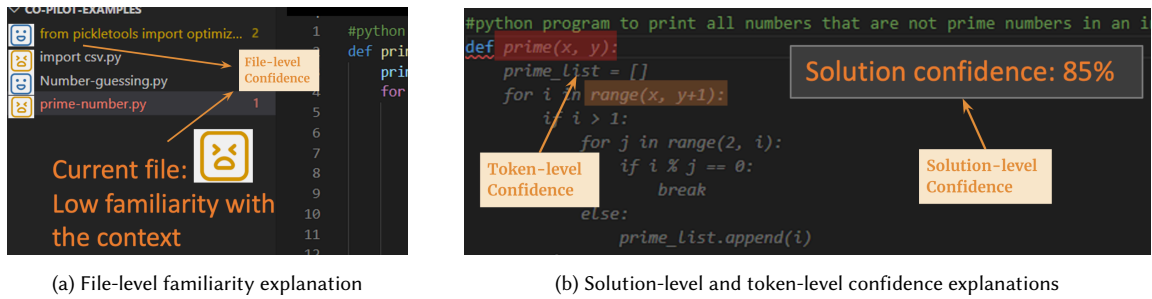 CO-PILOT-EXAMPLES
from pickletools import optimiz... 2
import csv.py
Number-guessing.py
prime-number.py 1
File-level
Confidence
Current file:
Low familiarity with
the context
1 #python
def prin
prin
4 for
5
6
7
8
9
10
11
12
(a) File-level familiarity explanation
#python program to print all numbers that are not prime numbers in an in
def prime(x, y):
prime_list = []
for i in range(x, y+1):
if i > 1:
for j in range(2, i):
if i % j == 0:
break
else:
prime_list.append(i)
Solution confidence: 85%
Token-level
Confidence
Solution-level
Confidence
(b) Solution-level and token-level confidence explanations